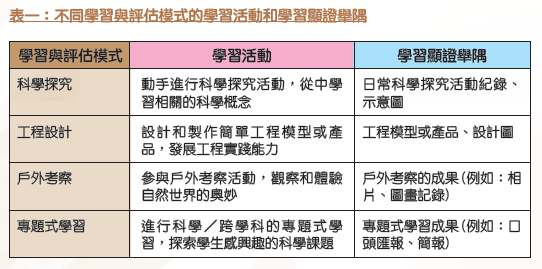 表一：不同學習與評估模式的學習活動和學習顯證舉隅
學習與評估模式 學習活動 學習顯證舉隅
科學探究 動手進行科學探究活動，從中學 日常科學探究活動紀錄、
習相關的科學概念 示意圖
工程設計 設計和製作簡單工程模型或產 工程模型或產品、設計圖
品，發展工程實踐能力
戶外考察 參與戶外考察活動，觀察和體驗 戶外考察的成果(例如：相
自然世界的奧妙 片、圖畫記錄)
專題式學習 進行科學／跨學科的專題式學 專題式學習成果(例如：口
習，探索學生感興趣的科學課題 頭匯報、簡報)